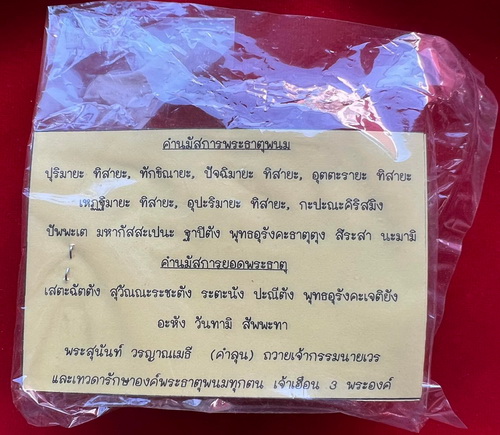 คำนมัสการพระธาตุพนม
ปุริมายะ ทิสายะ, ทักขิณายะ, ปัจฉิมายะ ทิสายะ, อุตตะรายะ ทิสายะ
เหฏฐิมายะ ทิสายะ, อุปะริมายะ ทิสายะ, กะปะณะคิริสมิง
ปัพพะเต มหากัสสะเปนะ ฐาปิตัง พุทธอุรังคะธาตุตุง สิระสา นะมามิ
คำนมัสการยอดพระธาตุ
เสตะฉัตตัง สุวัณณะระชะตัง ระตะนัง ปะณีตัง พุทธอุรังคะเจติยัง
อะหัง วันทามิ สัพพะทา
พระสุนันท์ วรญาณเมธี (คำลุน) ถวายเจ้ากรรมนายเวร
และเทวดารักษาองค์พระธาตุพนมทุกตน เจ้าเฮือน 3 พระองค์